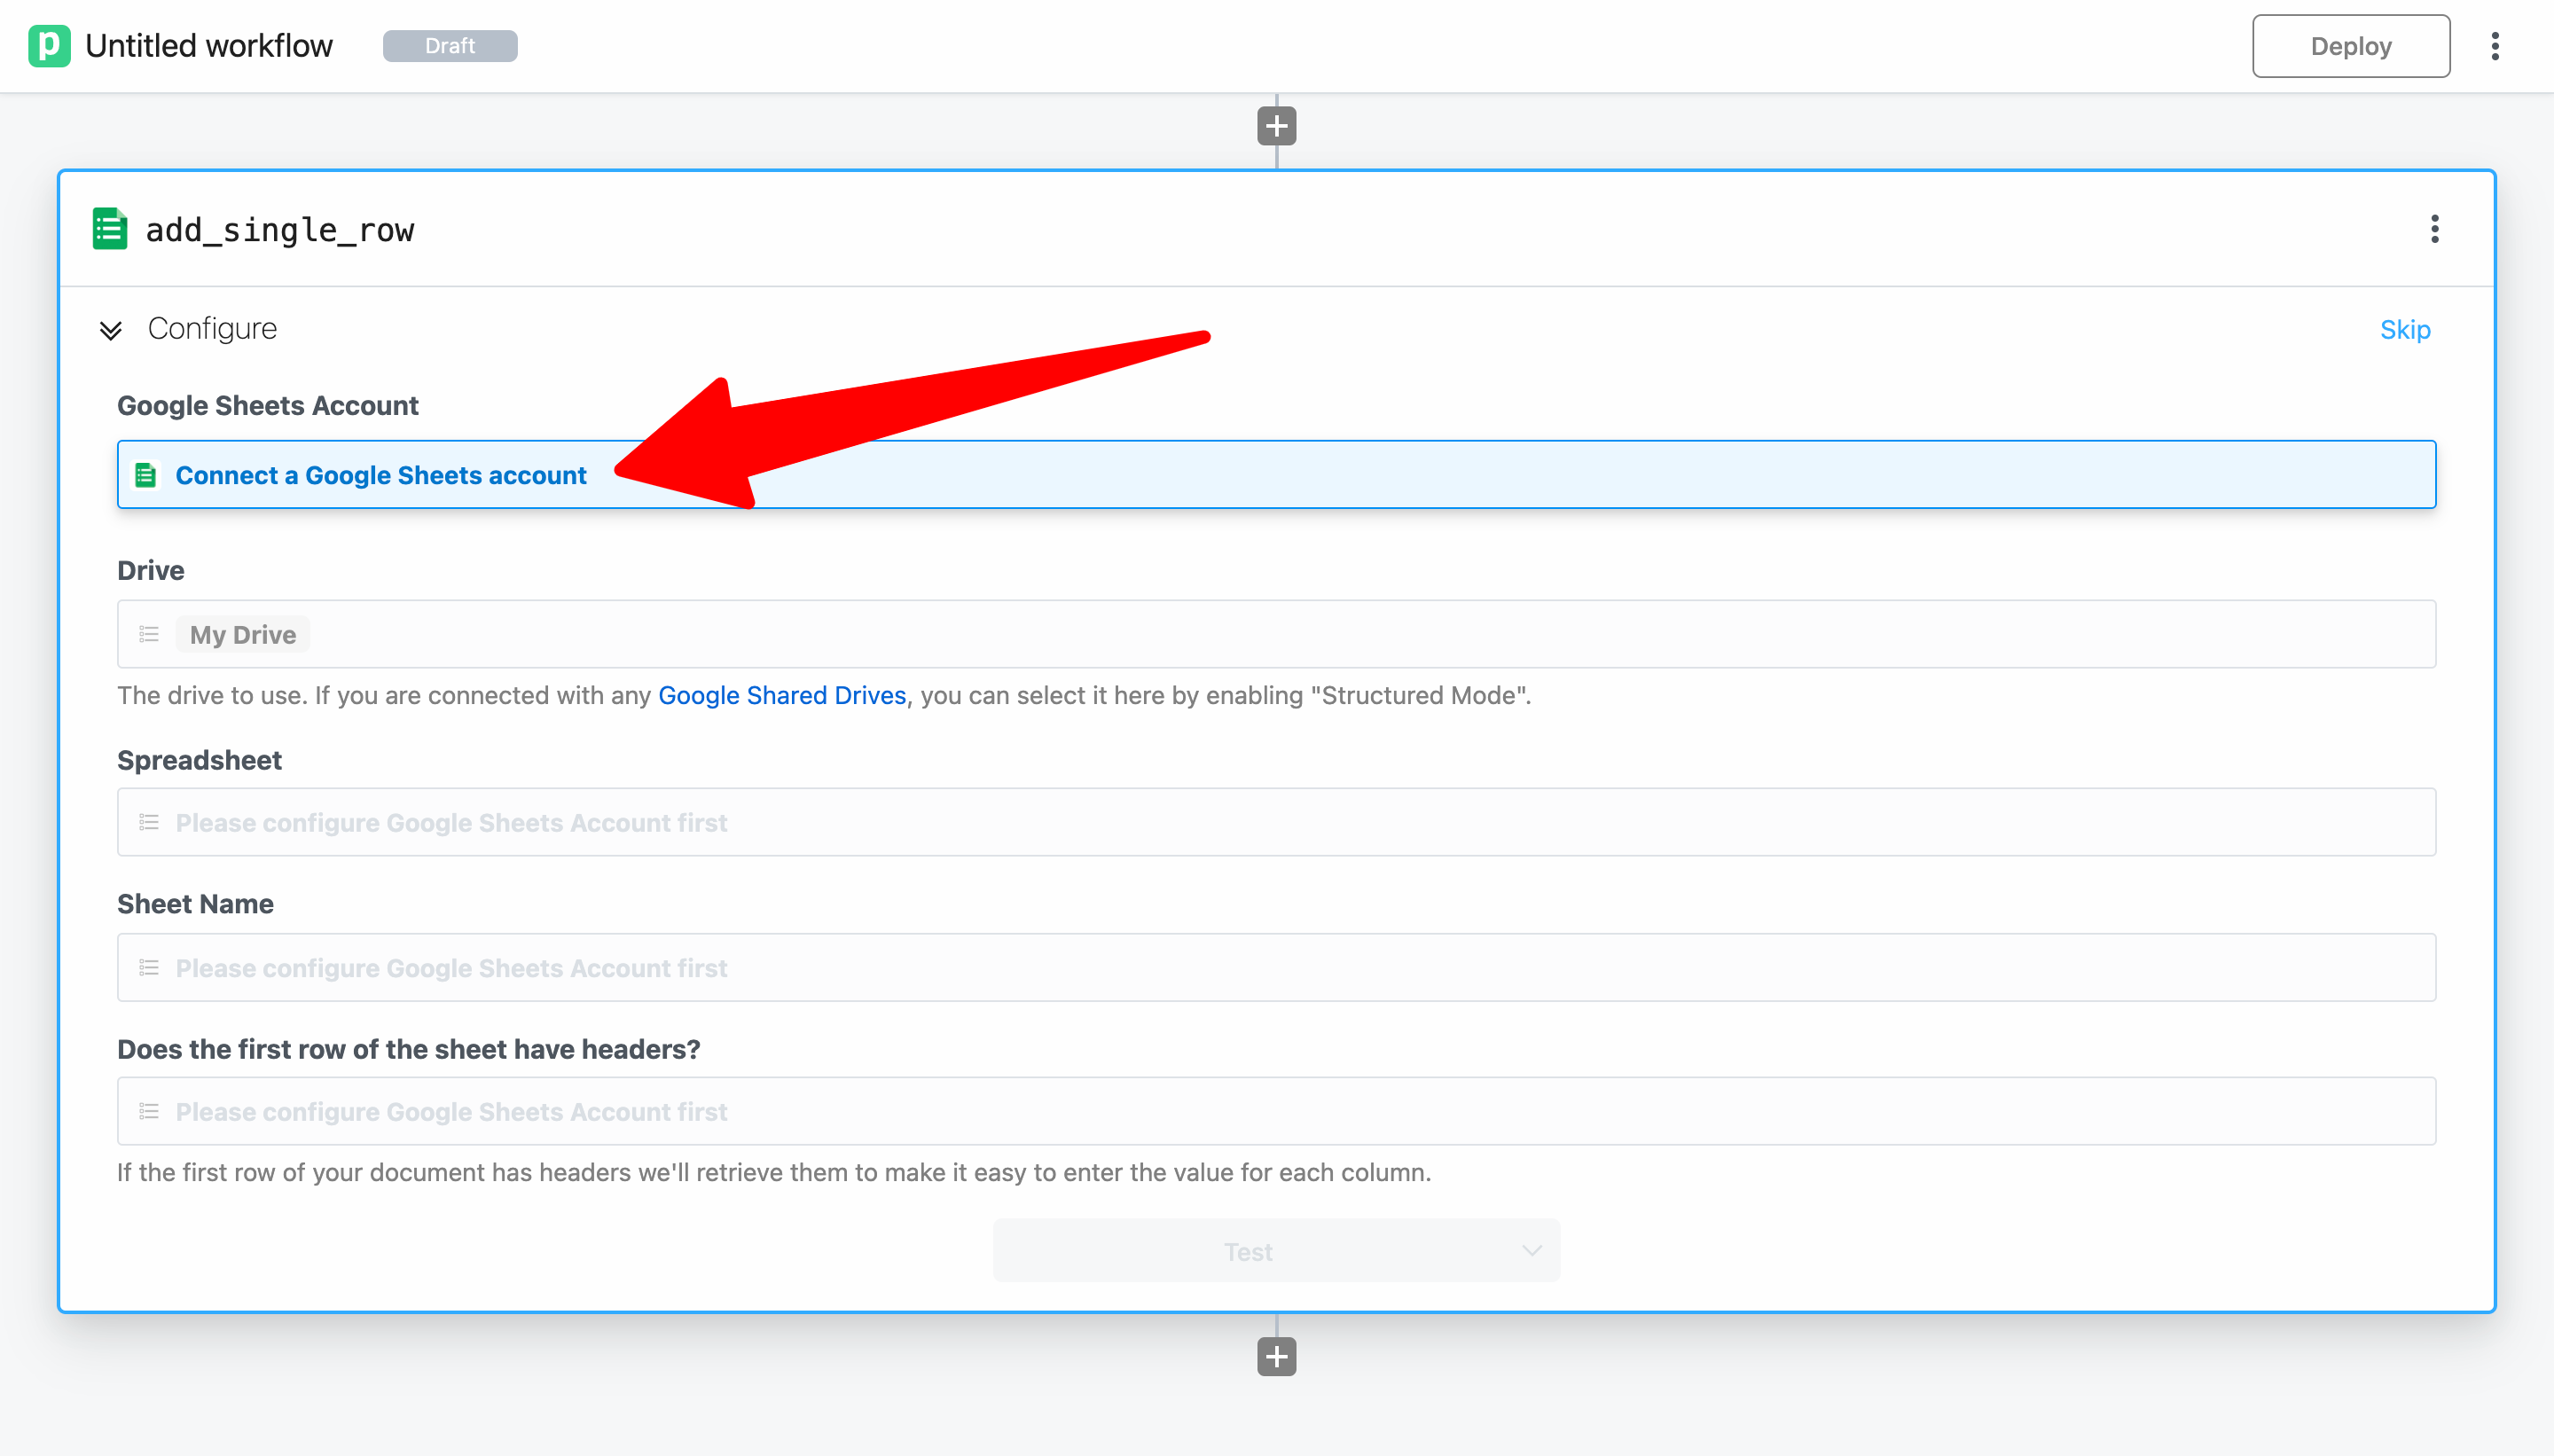 p Untitled workflow Draft Deploy
add_single_row
Configure Skip
Google Sheets Account
Connect a Google Sheets account
Drive
My Drive
The drive to use. If you are connected with any Google Shared Drives, you can select it here by enabling "Structured Mode".
Spreadsheet
Please configure Google Sheets Account first
Sheet Name
Please configure Google Sheets Account first
Does the first row of the sheet have headers?
Please configure Google Sheets Account first
If the first row of your document has headers we'll retrieve them to make it easy to enter the value for each column.
Test